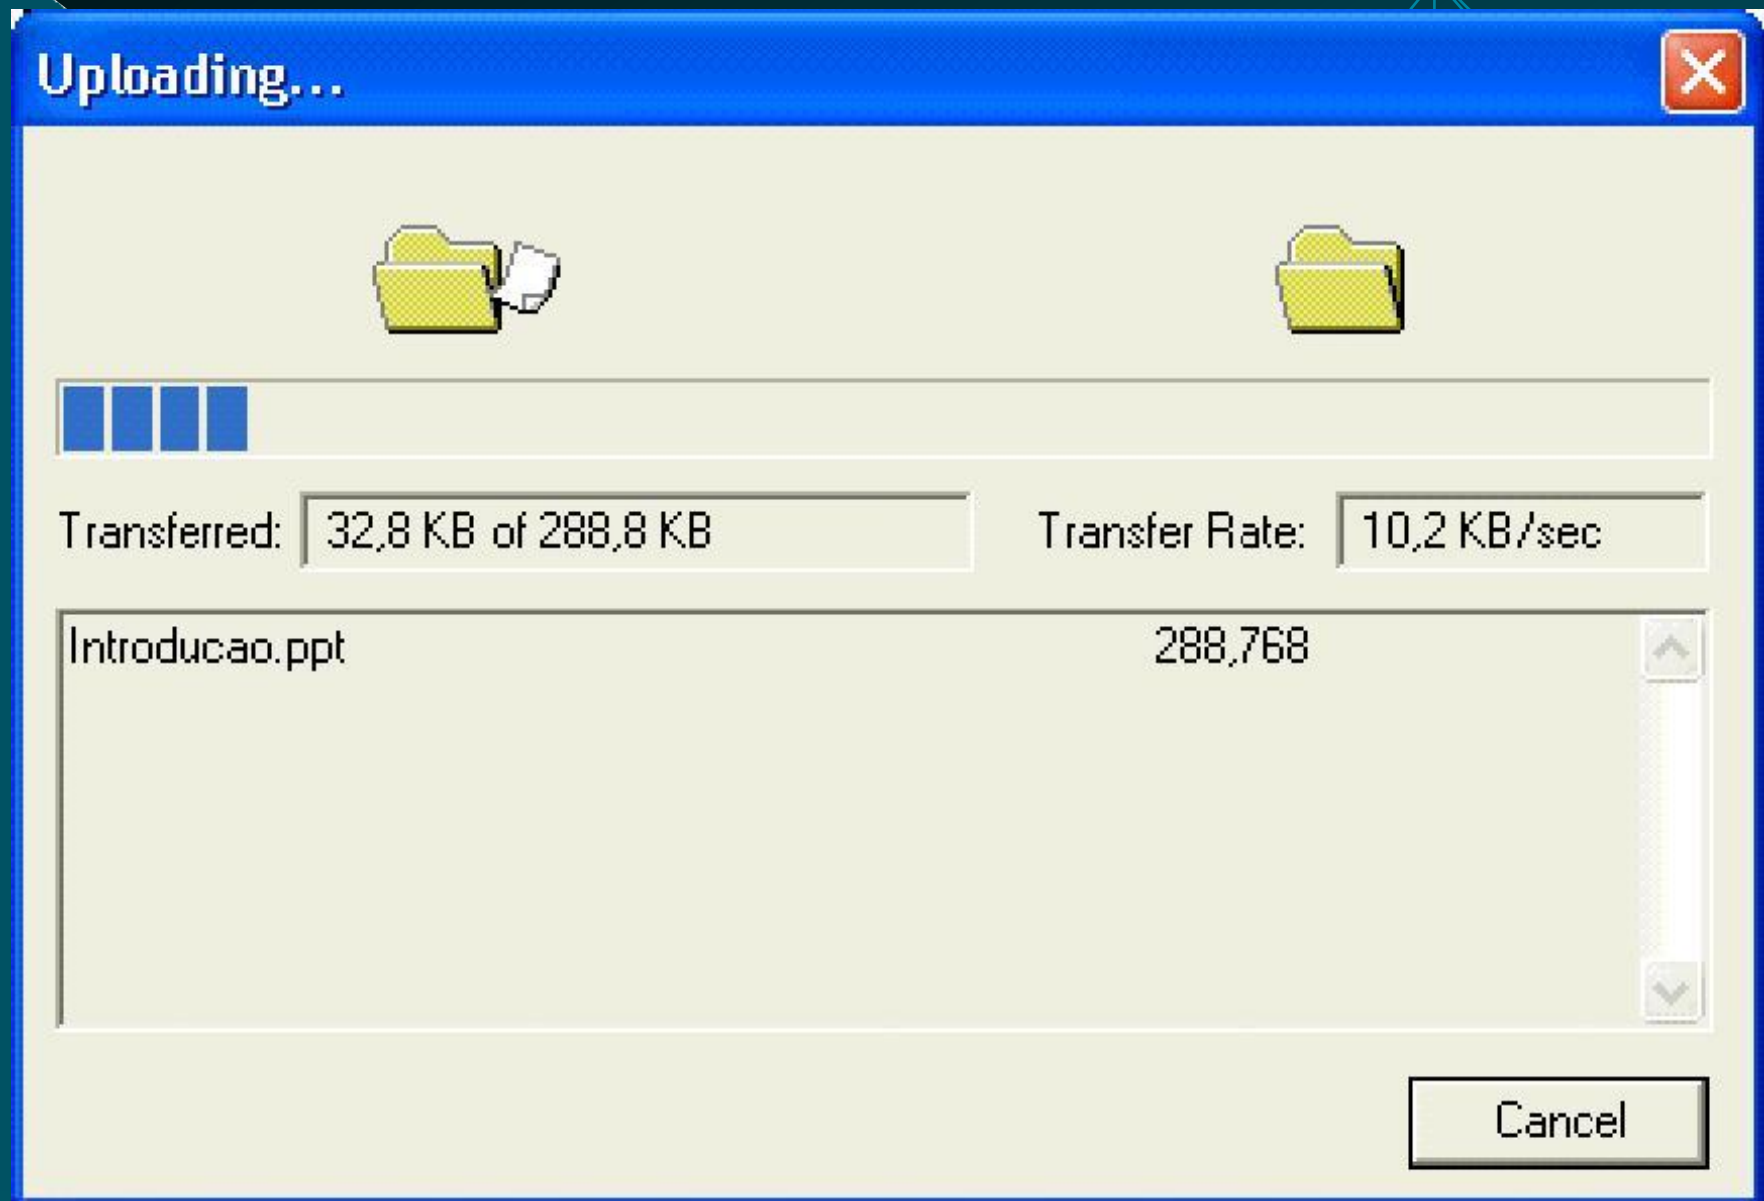 Uploading...
Transferred: 32,8 KB of 288,8 KB Transfer Rate: 10,2 KB/sec
Introducao.ppt 288,768
Cancel